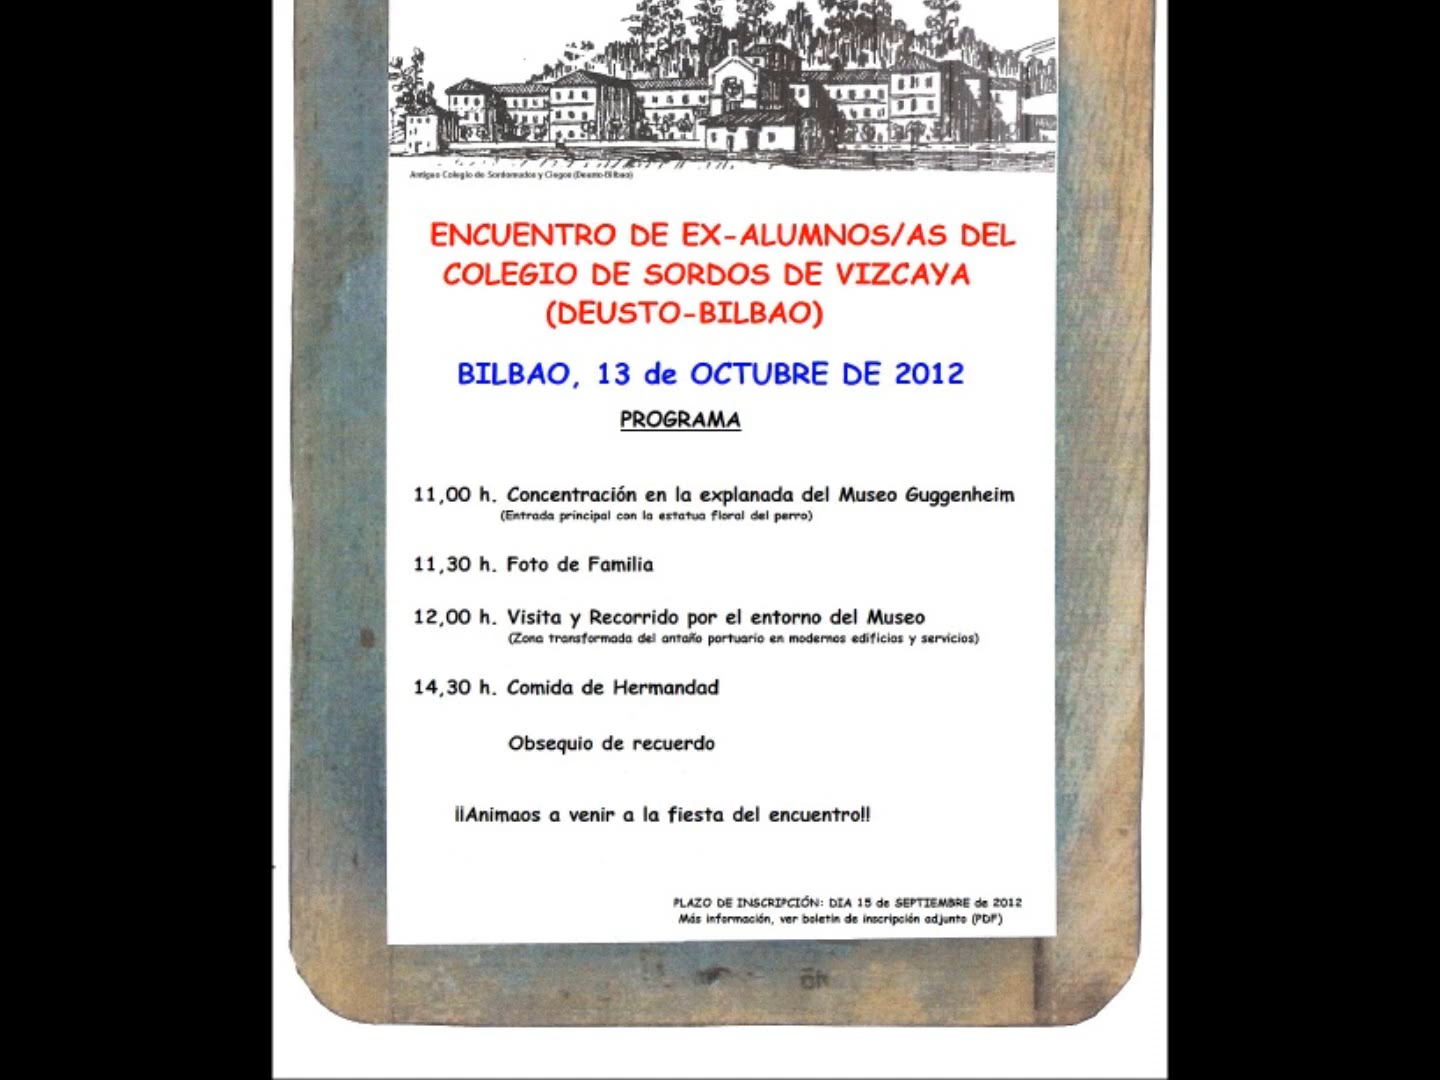 Antiguo Colegio de Sordomudos y Ciegos (Deusto-Bilbao)
ENCUENTRO DE EX-ALUMNOS/AS DEL
COLEGIO DE SORDOS DE VIZCAYA
(DEUSTO-BILBAO)
BILBAO, 13 de OCTUBRE DE 2012
PROGRAMA
11,00 h. Concentración en la explanada del Museo Guggenheim
(Entrada principal con la estatua floral del perro)
11,30 h. Foto de Familia
12,00 h. Visita y Recorrido por el entorno del Museo
(Zona transformada del antaño portuario en modernos edificios y servicios)
14,30 h. Comida de Hermandad
Obsequio de recuerdo
¡¡Animaos a venir a la fiesta del encuentro!!
PLAZO DE INSCRIPCIÓN: DIA 15 de SEPTIEMBRE de 2012
Más información, ver boletin de inscripción adjunto (PDF)